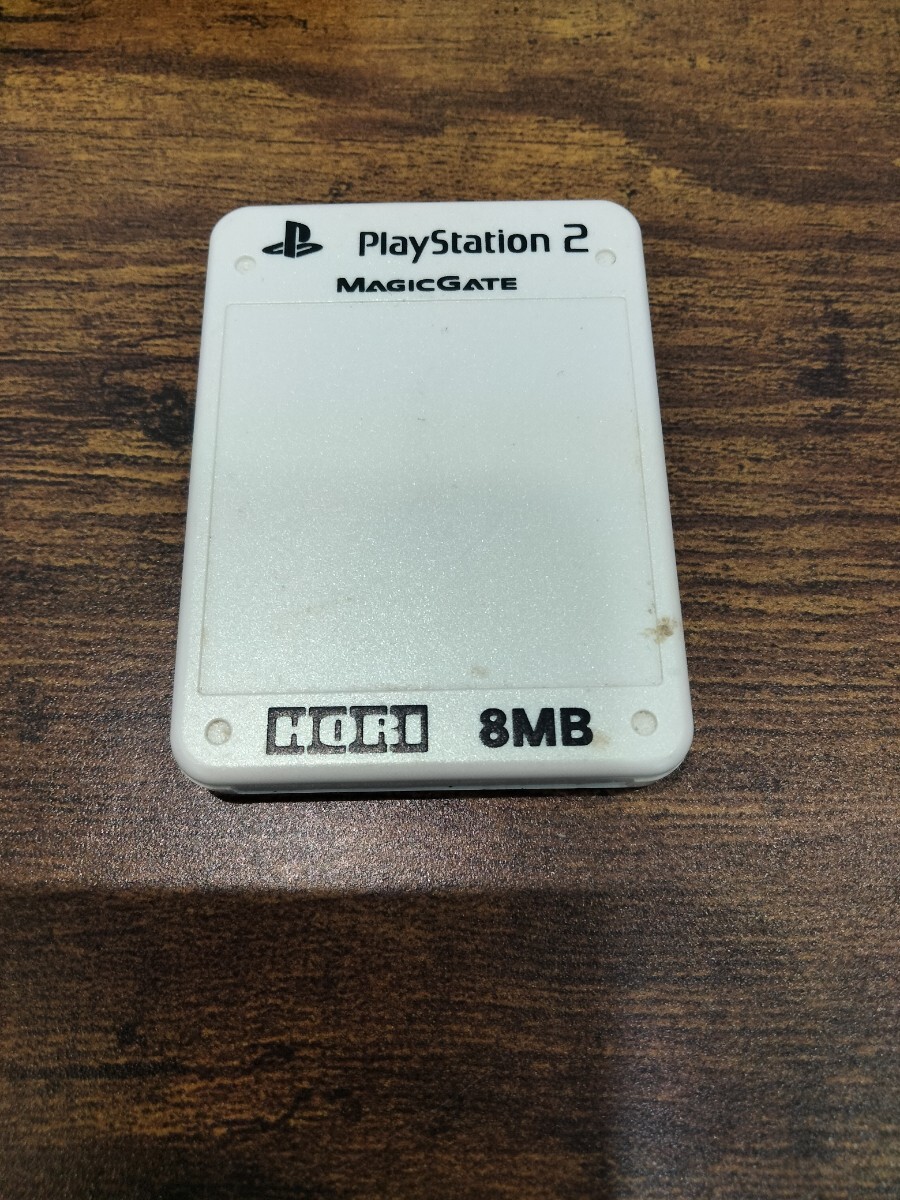 PlayStation 2
MAGICGATE
HORI 8MB